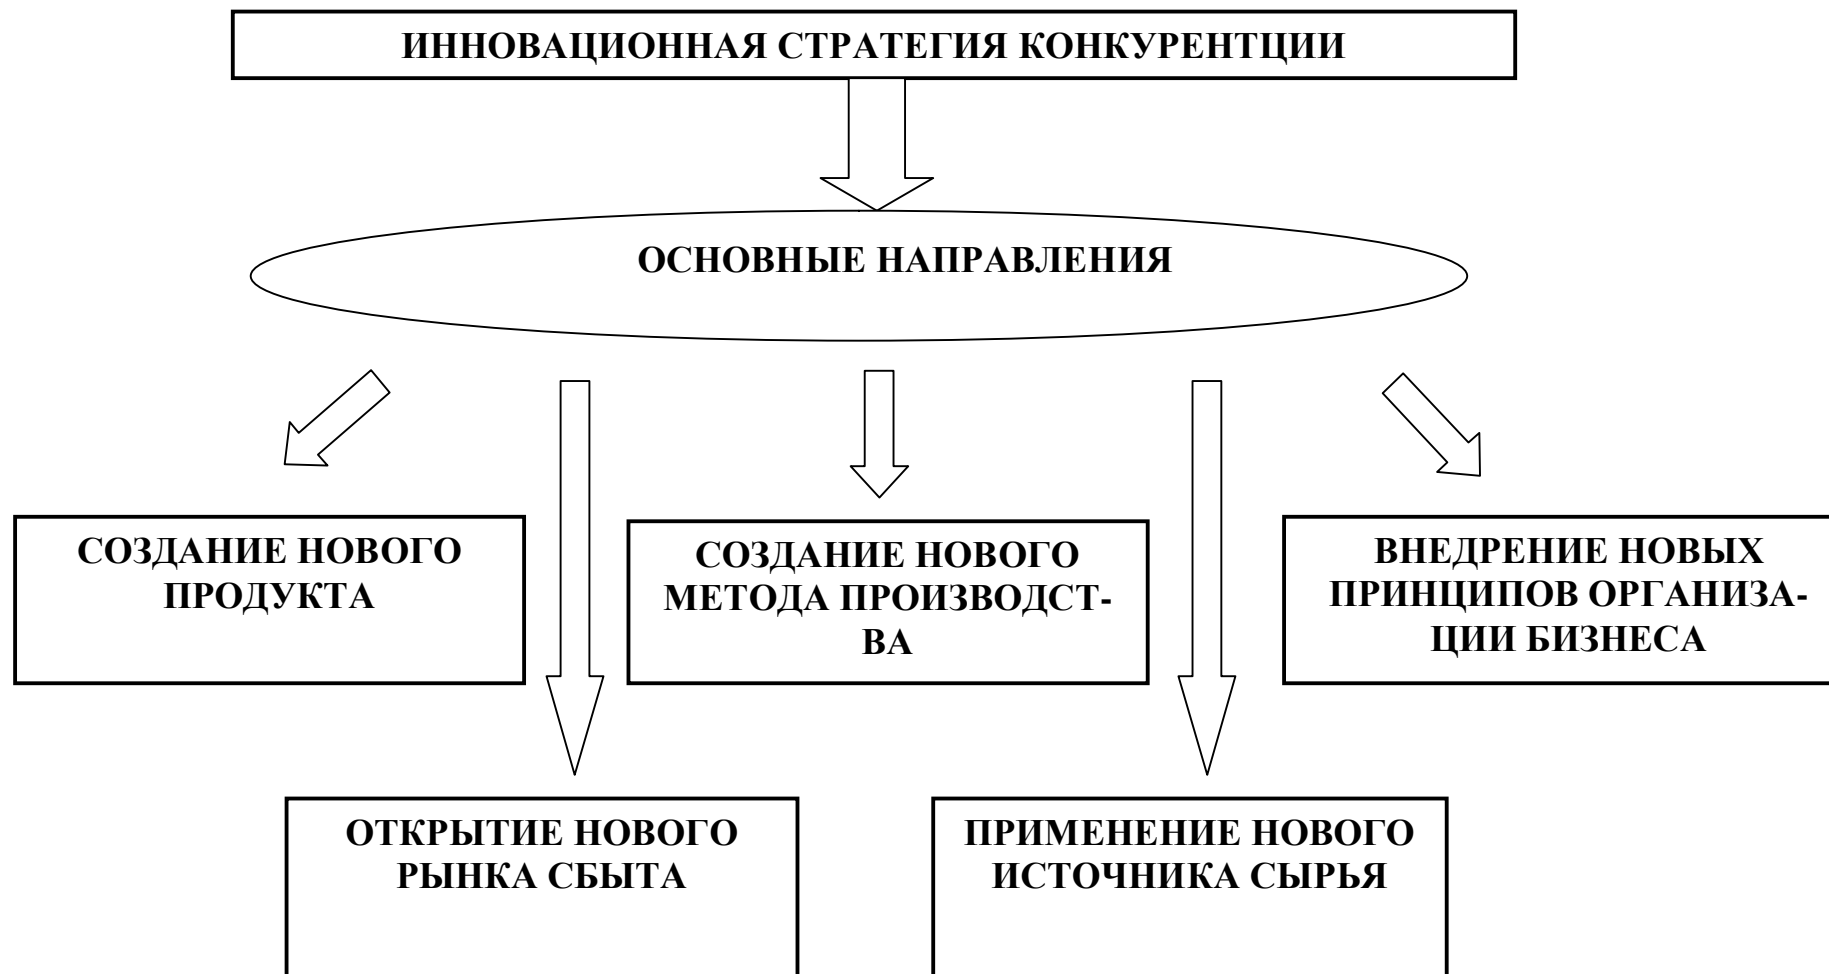 ИННОВАЦИОННАЯ СТРАТЕГИЯ КОНКУРЕНТЦИИ
ОСНОВНЫЕ НАПРАВЛЕНИЯ
СОЗДАНИЕ НОВОГО
ПРОДУКТА
СОЗДАНИЕ НОВОГО
МЕТОДА ПРОИЗВОДСТ-
ВА
ВНЕДРЕНИЕ НОВЫХ
ПРИНЦИПОВ ОРГАНИЗА-
ЦИИ БИЗНЕСА
ОТКРЫТИЕ НОВОГО
РЫНКА СБЫТА
ПРИМЕНЕНИЕ НОВОГО
ИСТОЧНИКА СЫРЬЯ